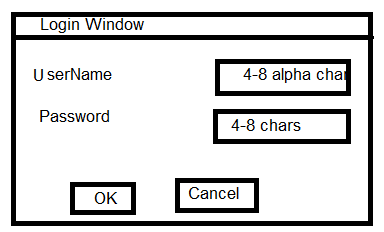 Login Window
UserName
4-8 alpha char
Password
4-8 chars
OK
Cancel